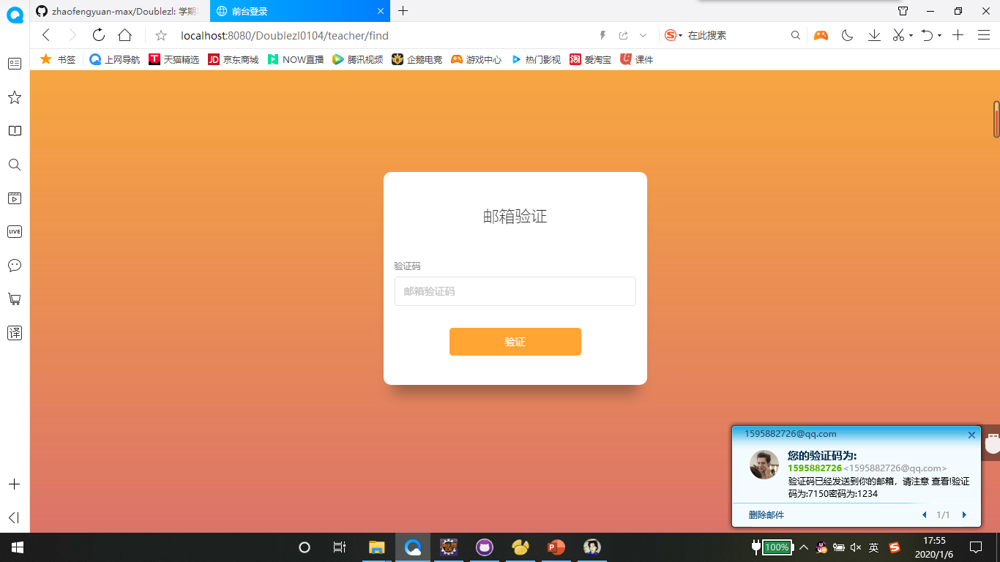 zhaofengyuan-max/Doublezl: 学期
前台登录
localhost:8080/Doublezl0104/teacher/find
在此搜索
书签
上网导航
天猫精选
京东商城
NOW直播
腾讯视频
企鹅电竞
游戏中心
热门影视
爱淘宝
课件
LIVE
译
邮箱验证
验证码
邮箱验证码
验证
1595882726@qq.com
您的验证码为:
1595882726<1595882726@qq.com>
验证码已经发送到你的邮箱，请注意 查看!验证
码为:7150密码为:1234
删除邮件
1/1
100%
英
17:55
2020/1/6